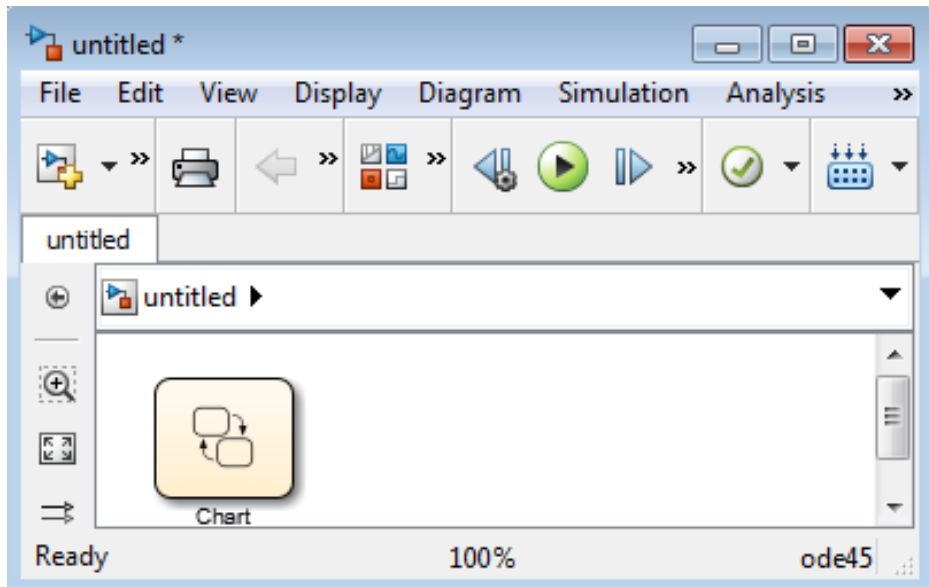 untitled *
File Edit View Display Diagram Simulation Analysis »
» » » »
untitled
untitled
Chart
Ready 100% ode45